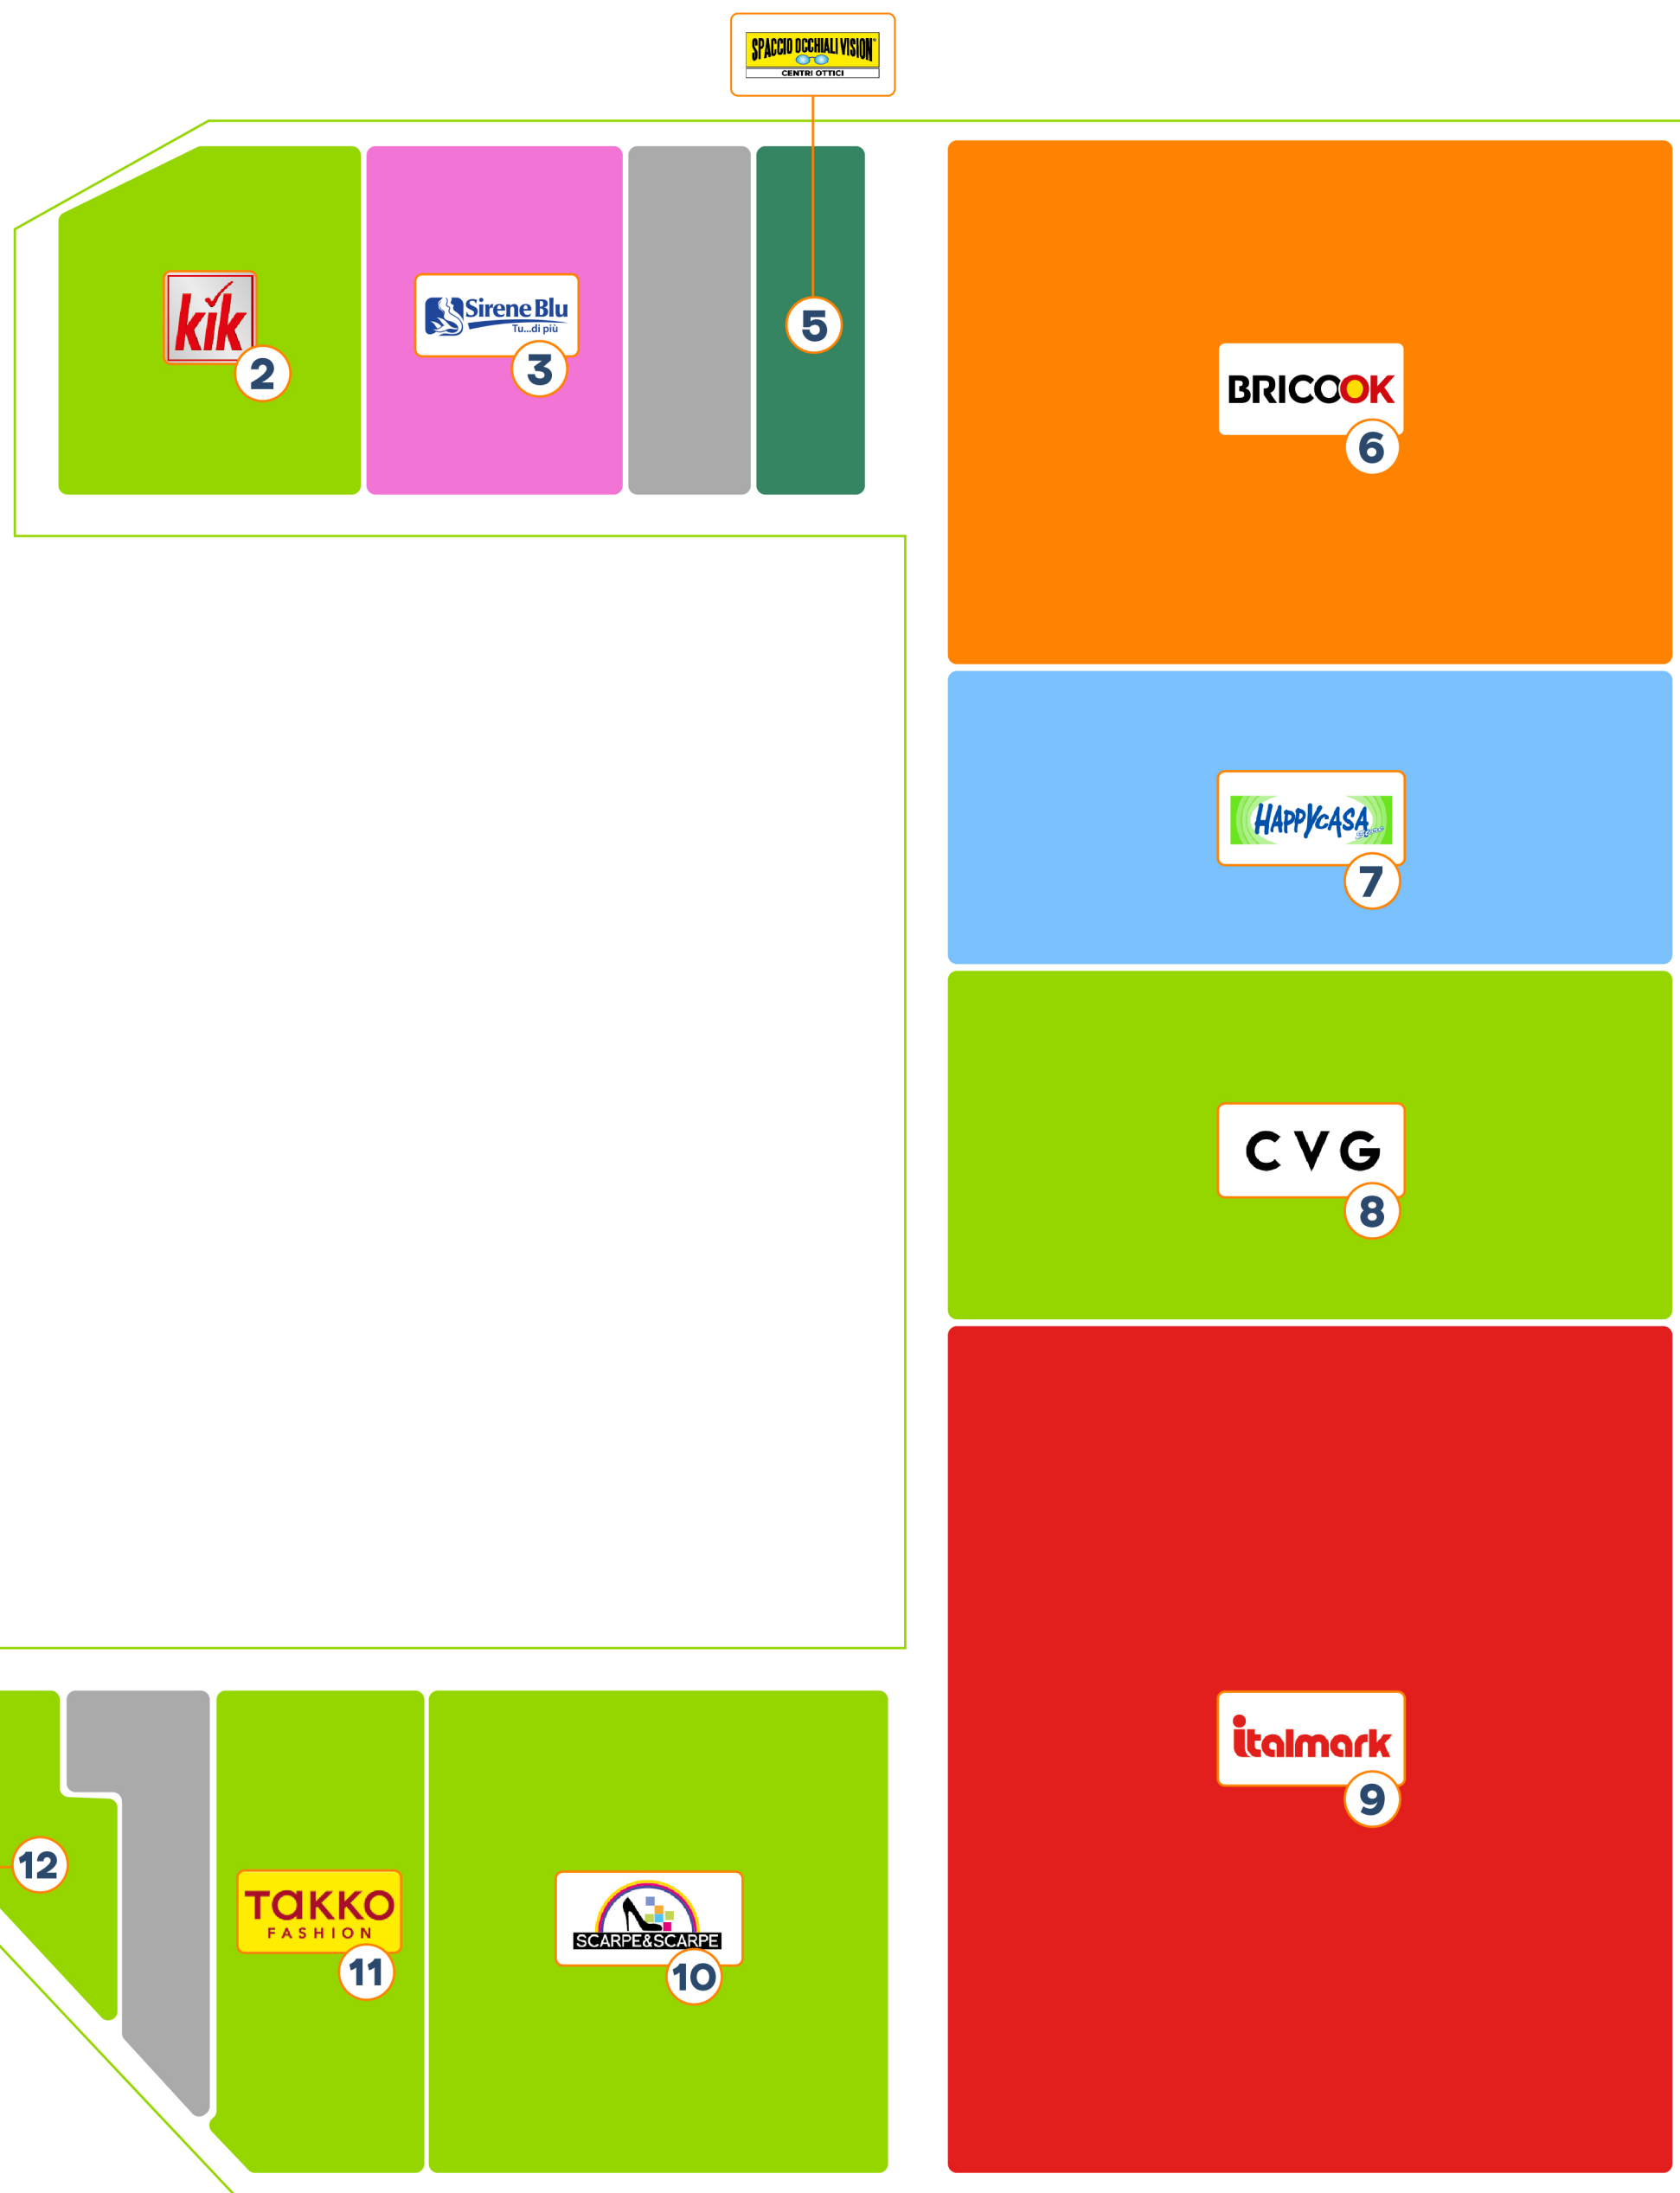 SPACCIO OCCHIALI VISION
CENTRI OTTICI
kik
2
Sirene Blu
Tu...di più
3
5
BRICOOK
6
HAPPYCASA
7
CVG
8
italmark
9
12
TAKKO
FASHION
11
SCARPE&SCARPE
10